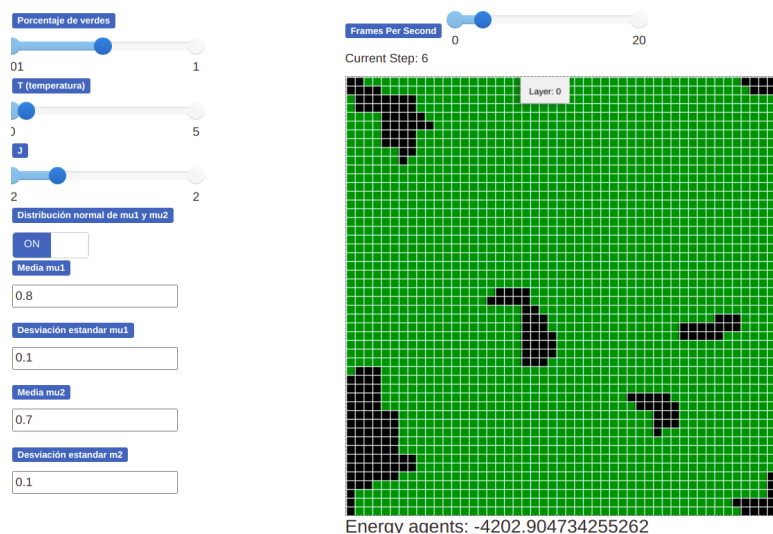 Porcentaje de verdes
01 1
T (temperatura)
0 5
J
2 2
Distribución normal de mu1 y mu2
ON
Media mu1
0.8
Desviación estandar mu1
0.1
Media mu2
0.7
Desviación estandar m2
0.1
Frames Per Second
0 20
Current Step: 6
Layer: 0
Energy agents: -4202.904734255262